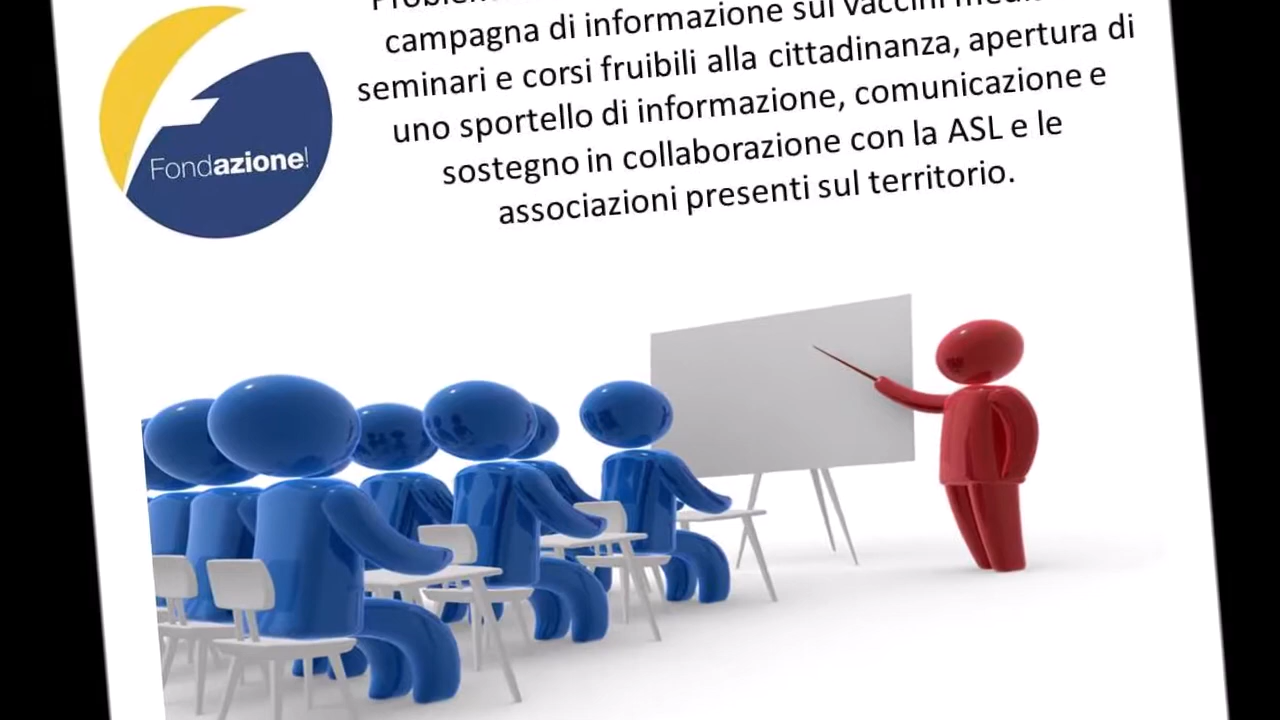 campagna di informazione sui vaccini
seminari e corsi fruibili alla cittadinanza, apertura di
uno sportello di informazione, comunicazione e
sostegno in collaborazione con la ASL e le
associazioni presenti sul territorio.
Fondazione!